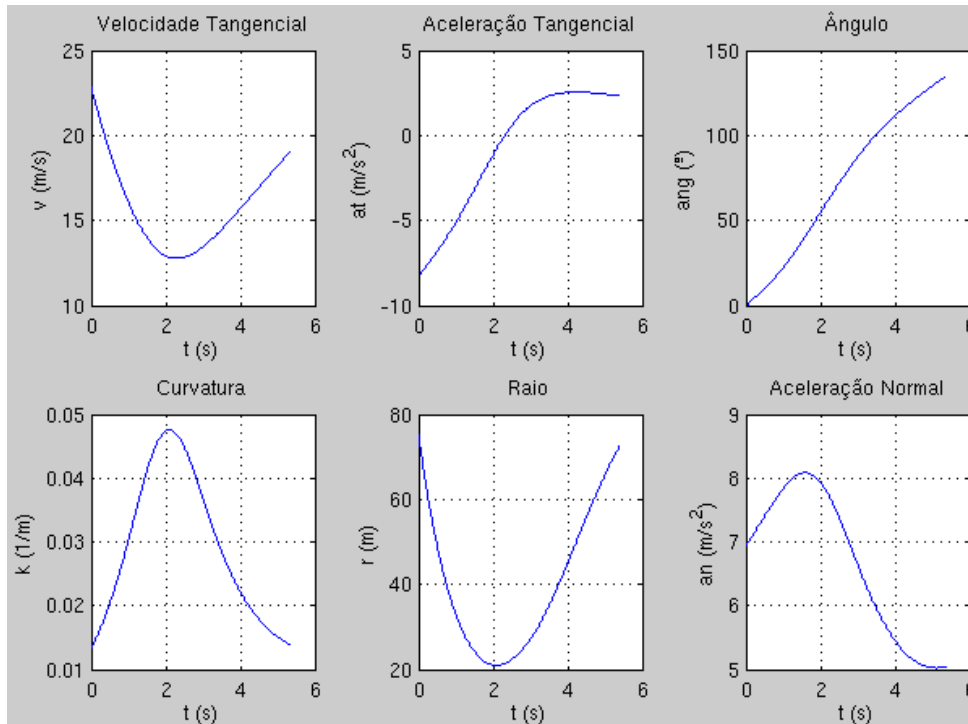 Velocidade Tangencial
25
20
15
10
v (m/s)
0 2 4 6
t (s)
Aceleração Tangencial
5
0
-5
-10
at (m/s²)
0 2 4 6
t (s)
Ângulo
150
100
50
0
ang (º)
0 2 4 6
t (s)
Curvatura
0.05
0.04
0.03
0.02
0.01
k (1/m)
0 2 4 6
t (s)
Raio
80
60
40
20
r (m)
0 2 4 6
t (s)
Aceleração Normal
9
8
7
6
5
an (m/s²)
0 2 4 6
t (s)